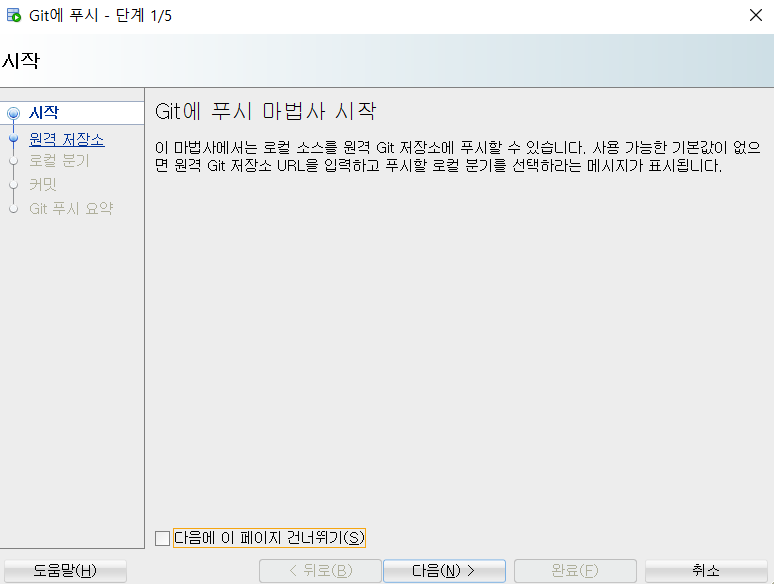 Git에 푸시 - 단계 1/5
시작
시작
원격 저장소
로컬 분기
커밋
Git 푸시 요약
Git에 푸시 마법사 시작
이 마법사에서는 로컬 소스를 원격 Git 저장소에 푸시할 수 있습니다. 사용 가능한 기본값이 없으
면 원격 Git 저장소 URL을 입력하고 푸시할 로컬 분기를 선택하라는 메시지가 표시됩니다.
다음에 이 페이지 건너뛰기(S)
도움말(H)
< 뒤로(B)
다음(N) >
완료(F)
취소